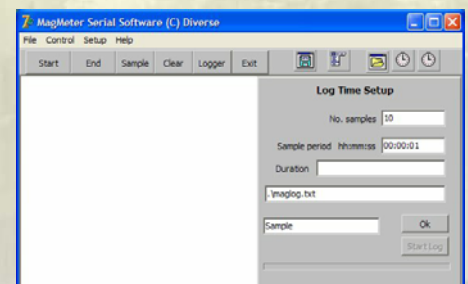 MagMeter Serial Software (C) Diverse
File Control Setup Help
Start End Sample Clear Logger Exit
Log Time Setup
No. samples 10
Sample period hh:mm:ss 00:00:01
Duration
.\maglog.txt
Sample Ok
Start Log